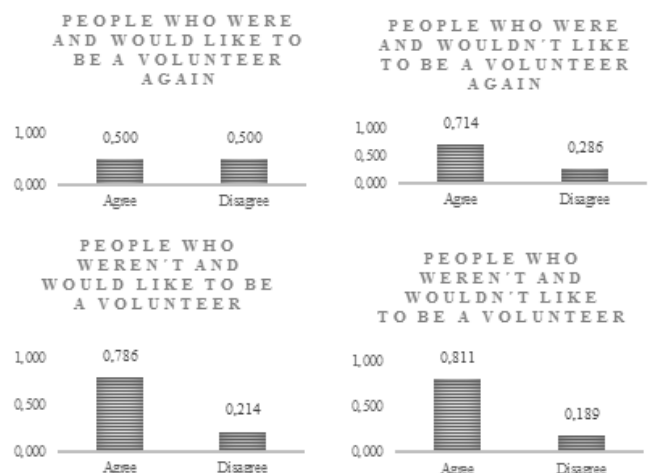 PEOPLE WHO WERE
AND WOULD LIKE TO
BE A VOLUNTEER
AGAIN
1,000
0,000
0,500
0,500
Agree
Disagree
PEOPLE WHO WERE
AND WOULDN´T LIKE
TO BE A VOLUNTEER
AGAIN
1,000
0,500
0,000
0,714
0,286
Agree
Disagree
PEOPLE WHO
WEREN´T AND
WOULD LIKE TO BE
A VOLUNTEER
1,000
0,500
0,000
0,786
0,214
Agree
Disagree
PEOPLE WHO
WEREN´T AND
WOULDN´T LIKE
TO BE A VOLUNTEER
1,000
0,500
0,000
0,811
0,189
Agree
Disagree